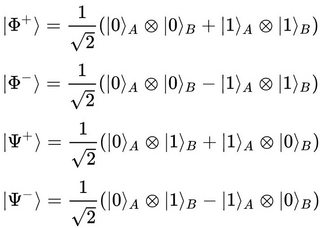 |Φ⁺⟩ = 1/√2 (|0⟩_A ⊗ |0⟩_B + |1⟩_A ⊗ |1⟩_B)
|Φ⁻⟩ = 1/√2 (|0⟩_A ⊗ |0⟩_B − |1⟩_A ⊗ |1⟩_B)
|Ψ⁺⟩ = 1/√2 (|0⟩_A ⊗ |1⟩_B + |1⟩_A ⊗ |0⟩_B)
|Ψ⁻⟩ = 1/√2 (|0⟩_A ⊗ |1⟩_B − |1⟩_A ⊗ |0⟩_B)